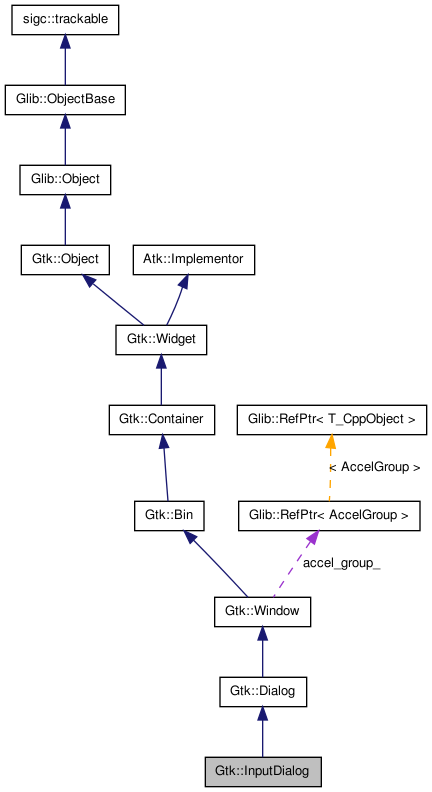 sigc::trackable
Glib::ObjectBase
Glib::Object
Gtk::Object
Atk::Implementor
Gtk::Widget
Gtk::Container
Glib::RefPtr< T_CppObject >
< AccelGroup >
Gtk::Bin
Glib::RefPtr< AccelGroup >
accel_group_
Gtk::Window
Gtk::Dialog
Gtk::InputDialog